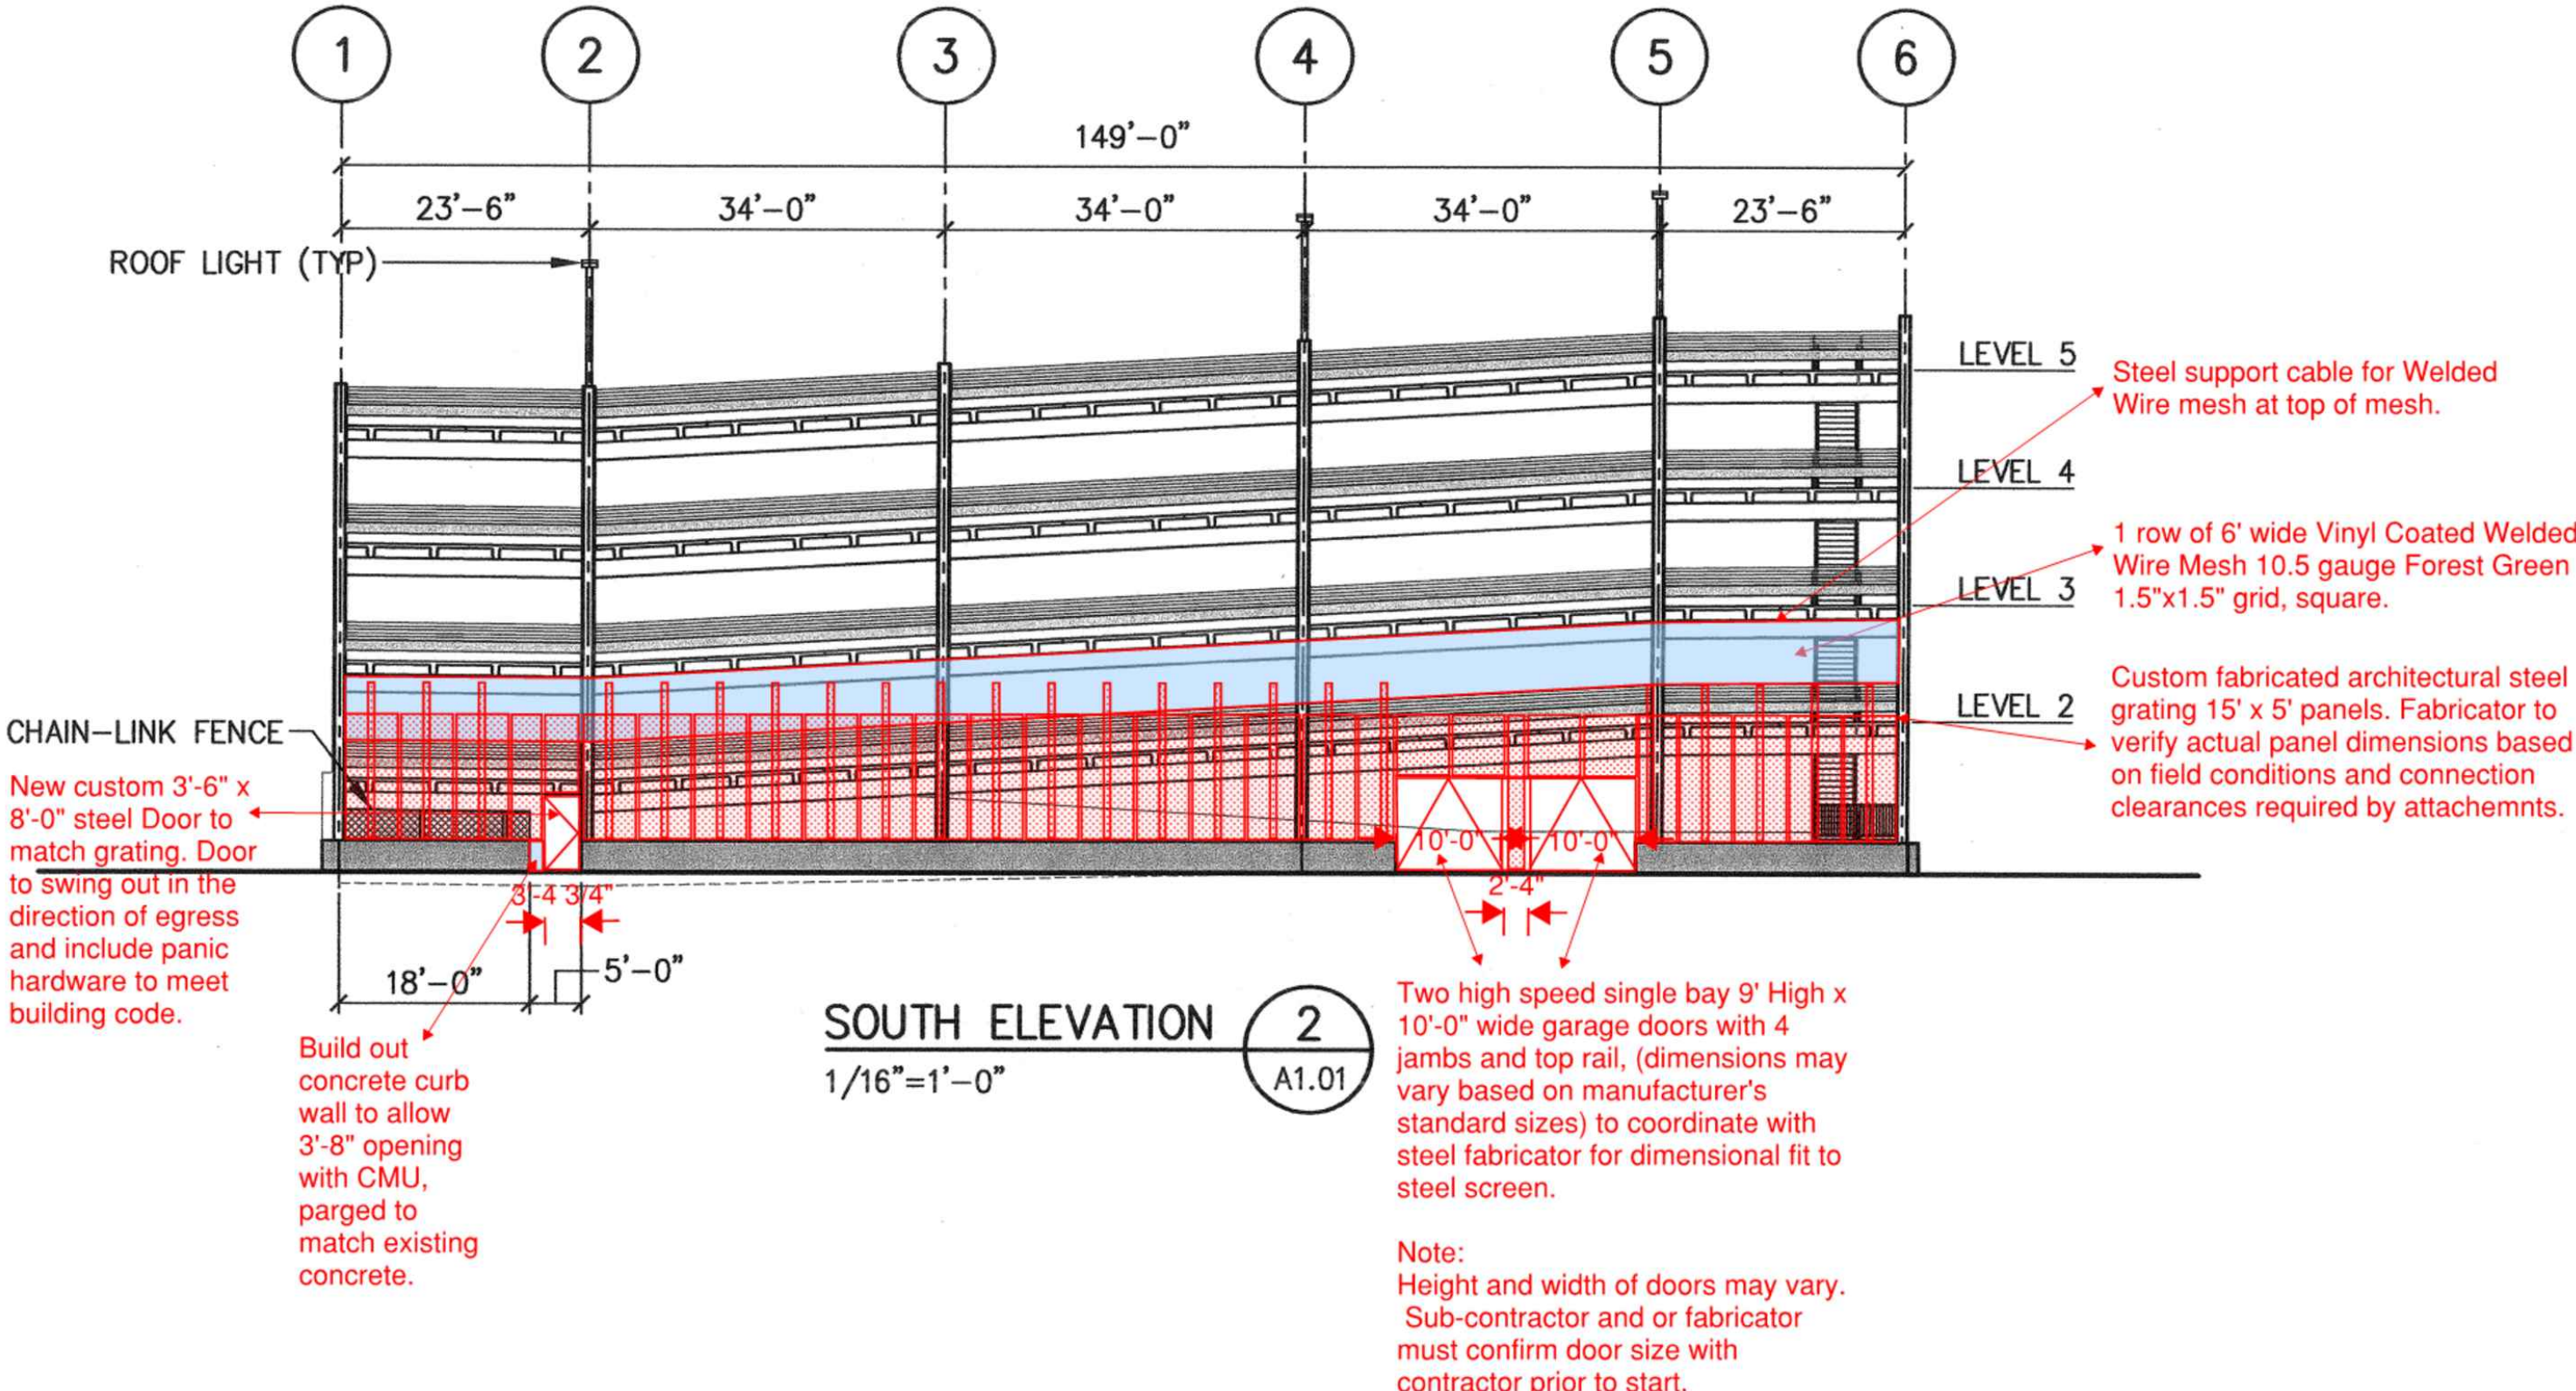 1
2
3
4
5
6
149'-0"
23'-6"
34'-0"
34'-0"
34'-0"
23'-6"
ROOF LIGHT (TYP)
LEVEL 5
LEVEL 4
LEVEL 3
LEVEL 2
Steel support cable for Welded
Wire mesh at top of mesh.
1 row of 6' wide Vinyl Coated Welded
Wire Mesh 10.5 gauge Forest Green
1.5"x1.5" grid, square.
Custom fabricated architectural steel
grating 15' x 5' panels. Fabricator to
verify actual panel dimensions based
on field conditions and connection
clearances required by attachemnts.
CHAIN-LINK FENCE
New custom 3'-6" x
8'-0" steel Door to
match grating. Door
to swing out in the
direction of egress
and include panic
hardware to meet
building code.
10'-0"
10'-0"
2'-4"
3'-4 3/4"
18'-0"
5'-0"
Build out
concrete curb
wall to allow
3'-8" opening
with CMU,
parged to
match existing
concrete.
SOUTH ELEVATION
1/16"=1'-0"
2
A1.01
Two high speed single bay 9' High x
10'-0" wide garage doors with 4
jambs and top rail, (dimensions may
vary based on manufacturer's
standard sizes) to coordinate with
steel fabricator for dimensional fit to
steel screen.
Note:
Height and width of doors may vary.
Sub-contractor and or fabricator
must confirm door size with
contractor prior to start.